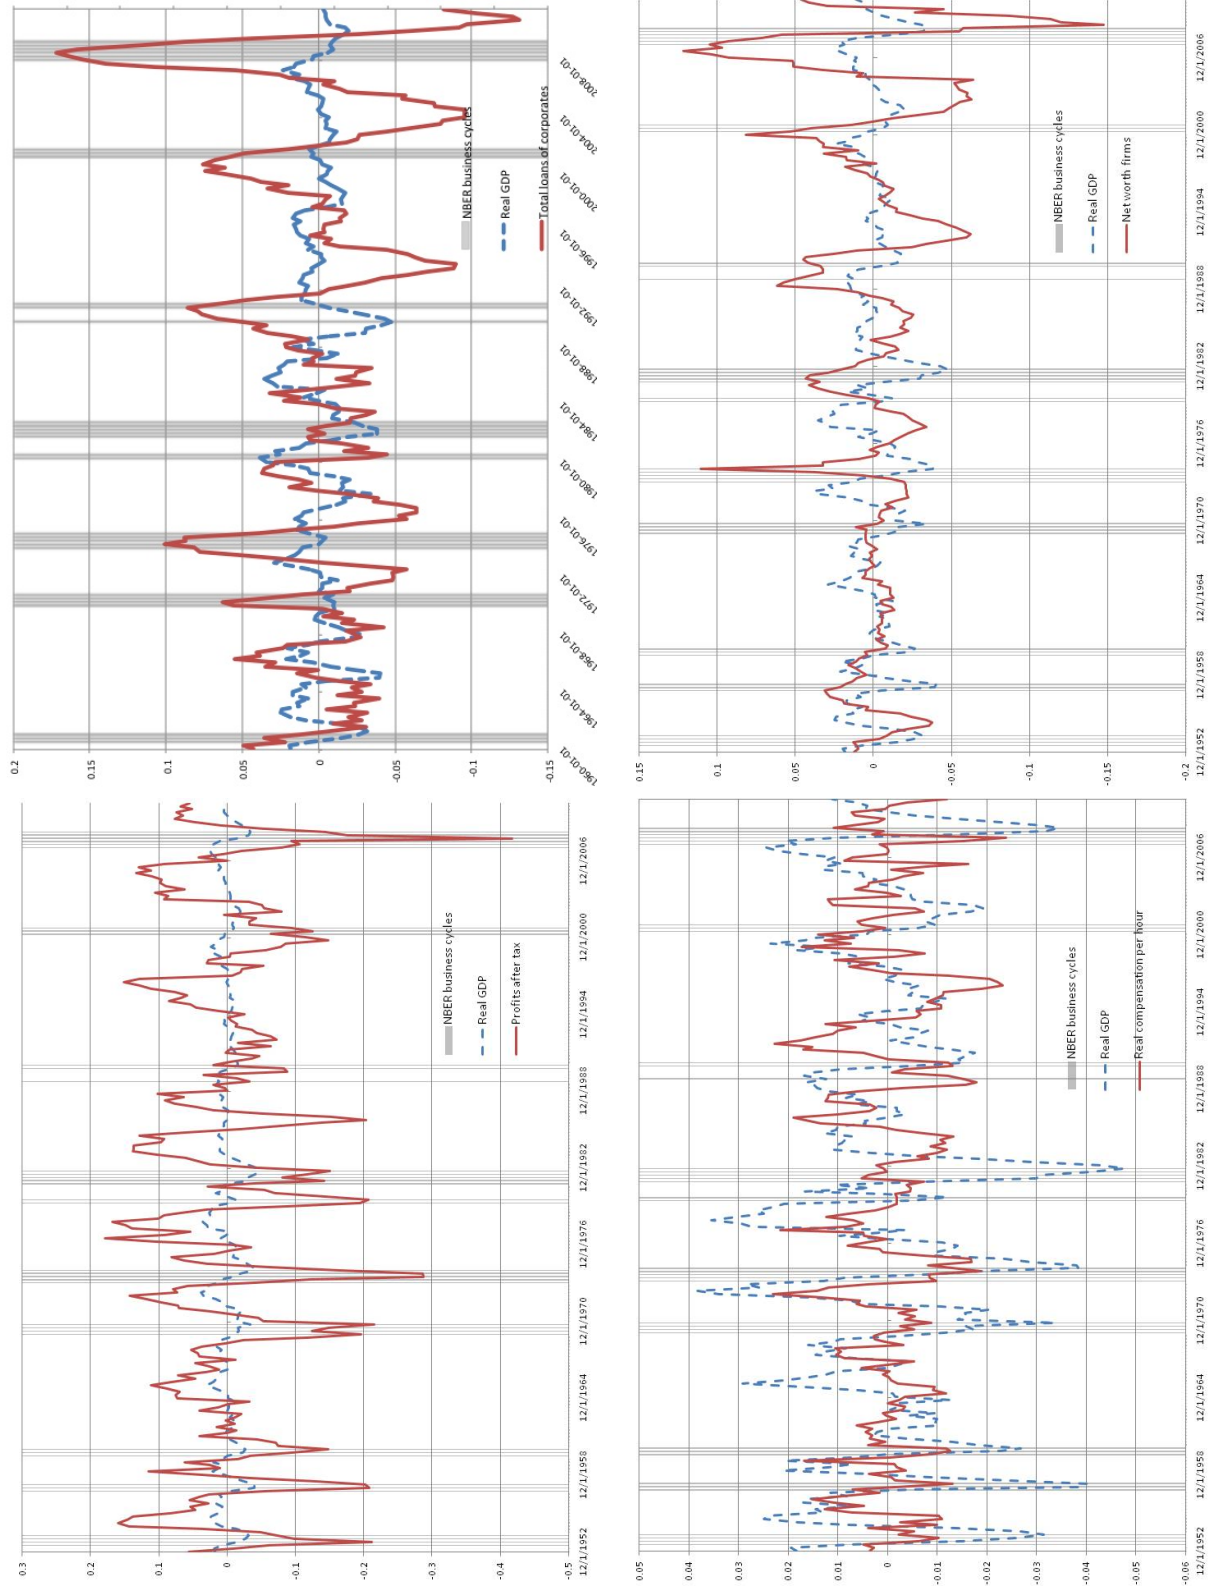 0.3
0.2
0.1
0
-0.1
-0.2
-0.3
-0.4
-0.5
NBER business cycles
Real GDP
Profits after tax
12/1/1952 12/1/1958 12/1/1964 12/1/1970 12/1/1976 12/1/1982 12/1/1988 12/1/1994 12/1/2000 12/1/2006
0.2
0.15
0.1
0.05
0
-0.05
-0.1
-0.15
NBER business cycles
Real GDP
Total loans of corporates
1960-01-01 1964-01-01 1968-01-01 1972-01-01 1976-01-01 1980-01-01 1984-01-01 1988-01-01 1992-01-01 1996-01-01 2000-01-01 2004-01-01 2008-01-01
0.05
0.04
0.03
0.02
0.01
0
-0.01
-0.02
-0.03
-0.04
-0.05
-0.06
NBER business cycles
Real GDP
Real compensation per hour
12/1/1952 12/1/1958 12/1/1964 12/1/1970 12/1/1976 12/1/1982 12/1/1988 12/1/1994 12/1/2000 12/1/2006
0.15
0.1
0.05
0
-0.05
-0.1
-0.15
-0.2
NBER business cycles
Real GDP
Net worth firms
12/1/1952 12/1/1958 12/1/1964 12/1/1970 12/1/1976 12/1/1982 12/1/1988 12/1/1994 12/1/2000 12/1/2006